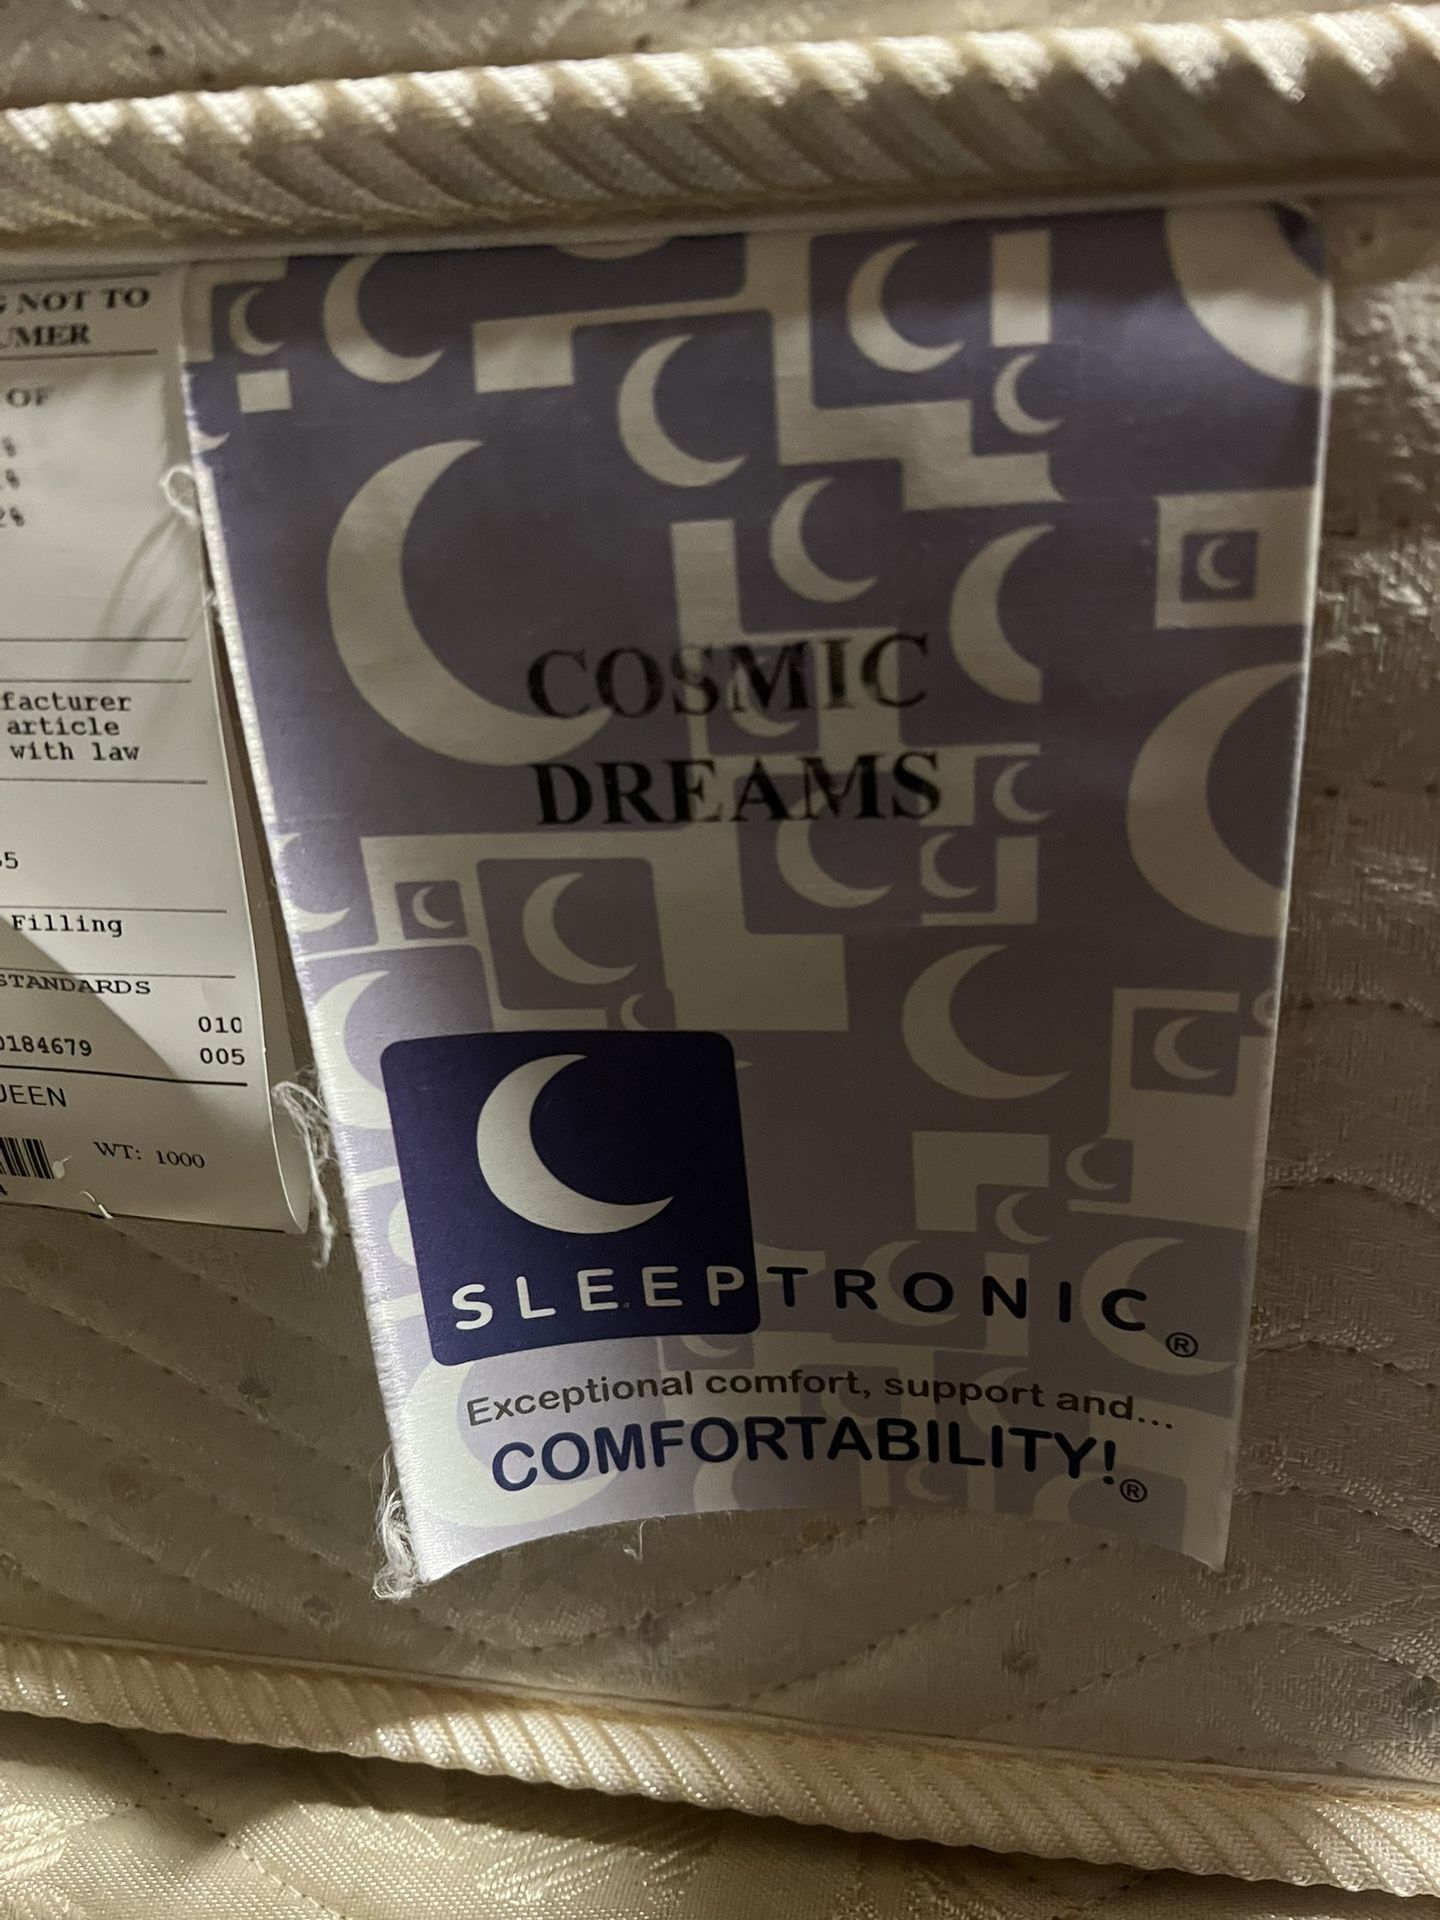 NOT TO
OF
facturer
article
with law
Filling
STANDARDS
010
0184679 005
WT: 1000
COSMIC
DREAMS
SLEEPTRONIC®
Exceptional comfort, support and...
COMFORTABILITY!®